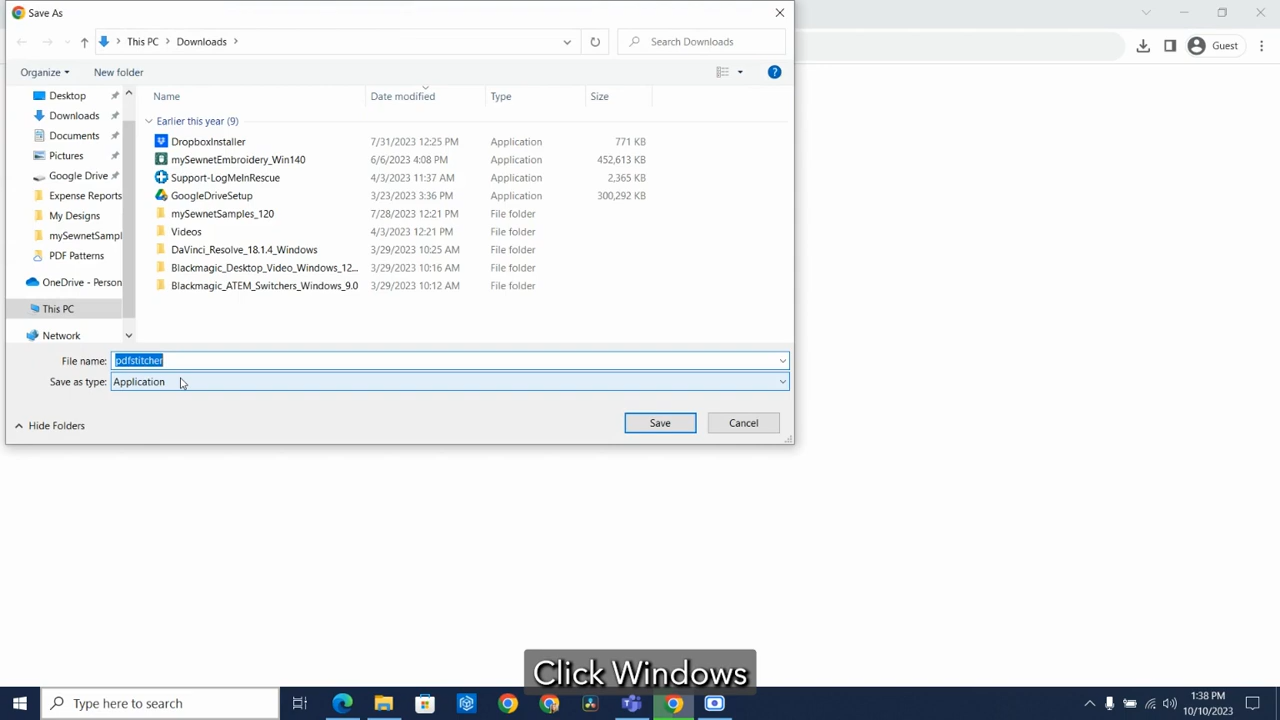 Save As
This PC
Downloads
Search Downloads
Guest
Organize
New folder
Name
Date modified
Type
Size
Desktop
Downloads
Documents
Pictures
Google Drive
Expense Reports
My Designs
mySewnetSampl
PDF Patterns
OneDrive - Person
This PC
Network
Earlier this year (9)
DropboxInstaller 7/31/2023 12:25 PM Application 771 KB
mySewnetEmbroidery_Win140 6/6/2023 4:08 PM Application 452,613 KB
Support-LogMeInRescue 4/3/2023 11:37 AM Application 2,365 KB
GoogleDriveSetup 3/23/2023 3:36 PM Application 300,292 KB
mySewnetSamples_120 7/28/2023 12:21 PM File folder
Videos 4/3/2023 12:21 PM File folder
DaVinci_Resolve_18.1.4_Windows 3/29/2023 10:25 AM File folder
Blackmagic_Desktop_Video_Windows_12... 3/29/2023 10:16 AM File folder
Blackmagic_ATEM_Switchers_Windows_9.0 3/29/2023 10:12 AM File folder
File name: pdfstitcher
Save as type: Application
Hide Folders
Save
Cancel
Click Windows
Type here to search
1:38 PM
10/10/2023